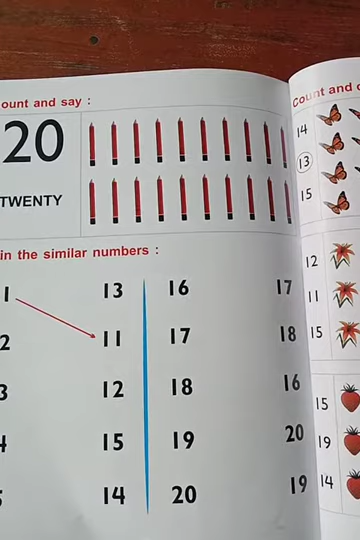 ount and say :
20
TWENTY
in the similar numbers :
1 13 16 17
2 11 17 18
3 12 18 16
4 15 19 20
14 20 19
Count and c
14
13
15
12
11
15
15
19
14